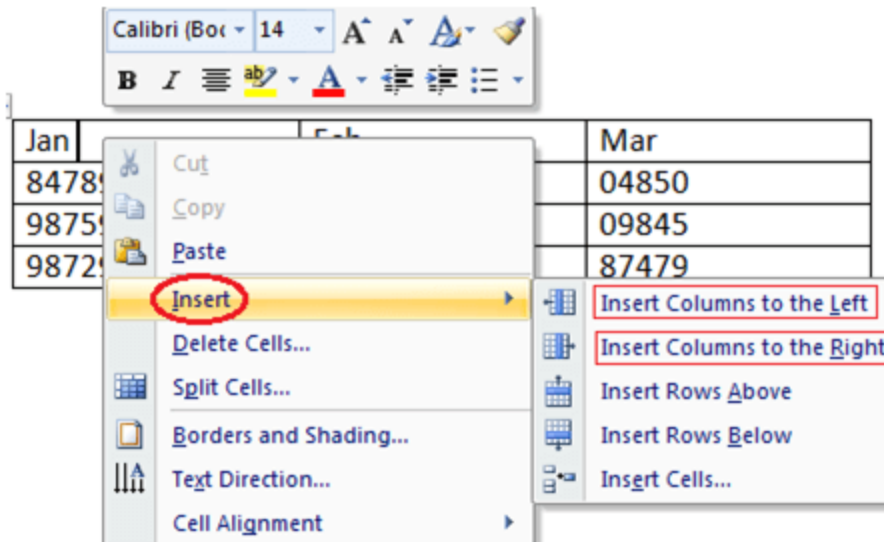 Calibri (Boc 14
Jan Feb Mar
8478 04850
9875 09845
9872 87479
Cut
Copy
Paste
Insert
Delete Cells...
Split Cells...
Borders and Shading...
Text Direction...
Cell Alignment
Insert Columns to the Left
Insert Columns to the Right
Insert Rows Above
Insert Rows Below
Insert Cells...